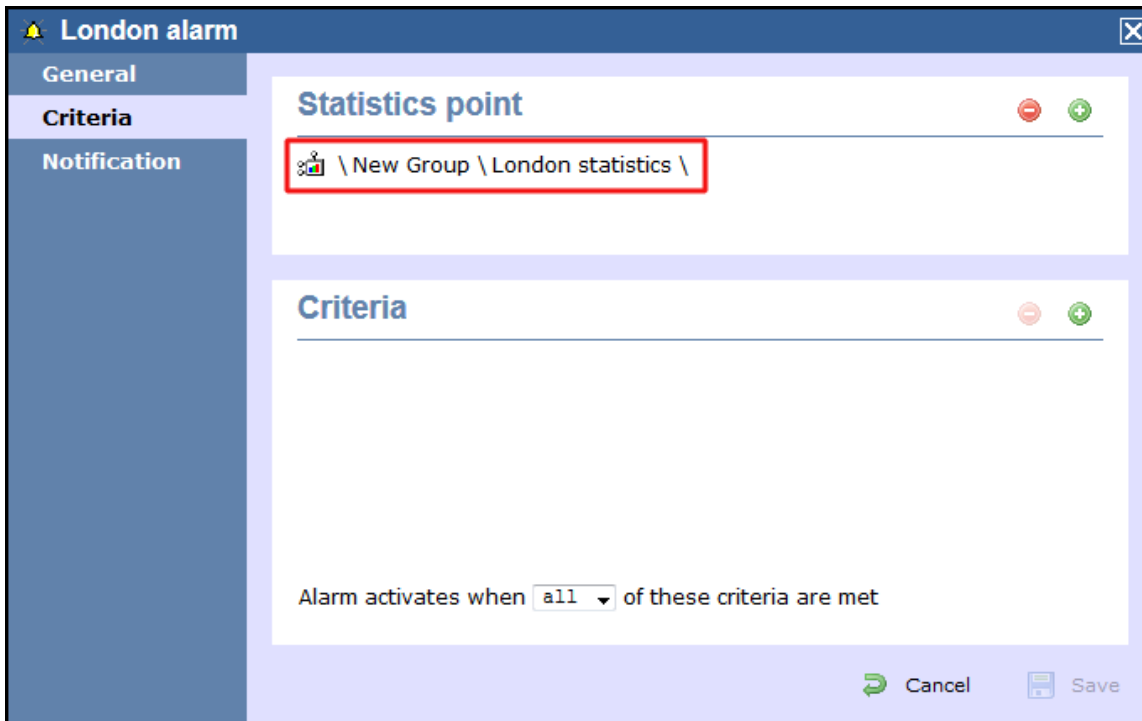 London alarm
General
Criteria
Notification
Statistics point
\ New Group \ London statistics \
Criteria
Alarm activates when all of these criteria are met
Cancel
Save